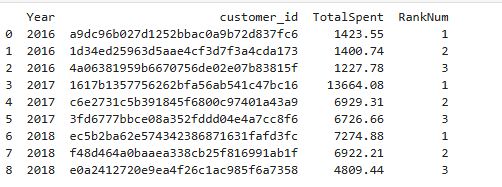 Year customer_id TotalSpent RankNum
0 2016 a9dc96b027d1252bbac0a9b72d837fc6 1423.55 1
1 2016 1d34ed25963d5aae4cf3d7f3a4cda173 1400.74 2
2 2016 4a06381959b6670756de02e07b83815f 1227.78 3
3 2017 1617b1357756262bfa56ab541c47bc16 13664.08 1
4 2017 c6e2731c5b391845f6800c97401a43a9 6929.31 2
5 2017 3fd6777bbce08a352fddd04e4a7cc8f6 6726.66 3
6 2018 ec5b2ba62e574342386871631fafd3fc 7274.88 1
7 2018 f48d464a0baaea338cb25f816991ab1f 6922.21 2
8 2018 e0a2412720e9ea4f26c1ac985f6a7358 4809.44 3